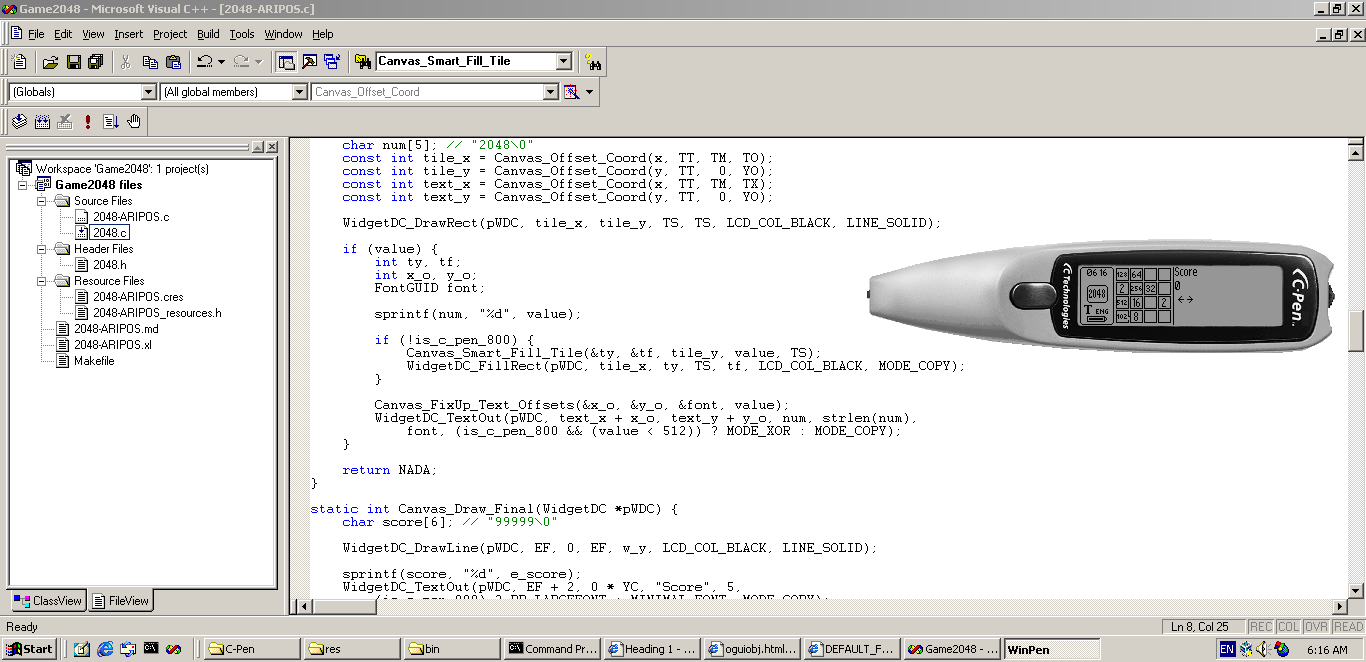 Game2048 - Microsoft Visual C++ - [2048-ARIPOS.c]
File Edit View Insert Project Build Tools Window Help
Canvas_Smart_Fill_Tile
(Globals) (All global members) Canvas_Offset_Coord
Workspace 'Game2048': 1 project(s)
Game2048 files
Source Files
2048-ARIPOS.c
2048.c
Header Files
2048.h
Resource Files
2048-ARIPOS.cres
2048-ARIPOS_resources.h
2048-ARIPOS.md
2048-ARIPOS.xl
Makefile
ClassView FileView
char num[5]; // "2048\0"
const int tile_x = Canvas_Offset_Coord(x, TT, TM, TO);
const int tile_y = Canvas_Offset_Coord(y, TT,  0, YO);
const int text_x = Canvas_Offset_Coord(x, TT, TM, TX);
const int text_y = Canvas_Offset_Coord(y, TT,  0, YO);
WidgetDC_DrawRect(pWDC, tile_x, tile_y, TS, TS, LCD_COL_BLACK, LINE_SOLID);
if (value) {
int ty, tf;
int x_o, y_o;
FontGUID font;
sprintf(num, "%d", value);
if (!is_c_pen_800) {
Canvas_Smart_Fill_Tile(&ty, &tf, tile_y, value, TS);
WidgetDC_FillRect(pWDC, tile_x, ty, TS, tf, LCD_COL_BLACK, MODE_COPY);
}
Canvas_FixUp_Text_Offsets(&x_o, &y_o, &font, value);
WidgetDC_TextOut(pWDC, text_x + x_o, text_y + y_o, num, strlen(num),
font, (is_c_pen_800 && (value < 512)) ? MODE_XOR : MODE_COPY);
}
return NADA;
}
static int Canvas_Draw_Final(WidgetDC *pWDC) {
char score[6]; // "99999\0"
WidgetDC_DrawLine(pWDC, EF, 0, EF, w_y, LCD_COL_BLACK, LINE_SOLID);
sprintf(score, "%d", e_score);
WidgetDC_TextOut(pWDC, EF + 2, 0 * YC, "Score", 5,
C Technologies
06 16
2048
T ENG
128 64
2 256 32
512 16 2
102 8
Score
0
C-Pen
Ready
Ln 8, Col 25 REC COL OVR READ
Start C-Pen res bin Command Pr... Heading 1 - ... oguiobj.html... DEFAULT_F... Game2048 - ... WinPen EN 6:16 AM